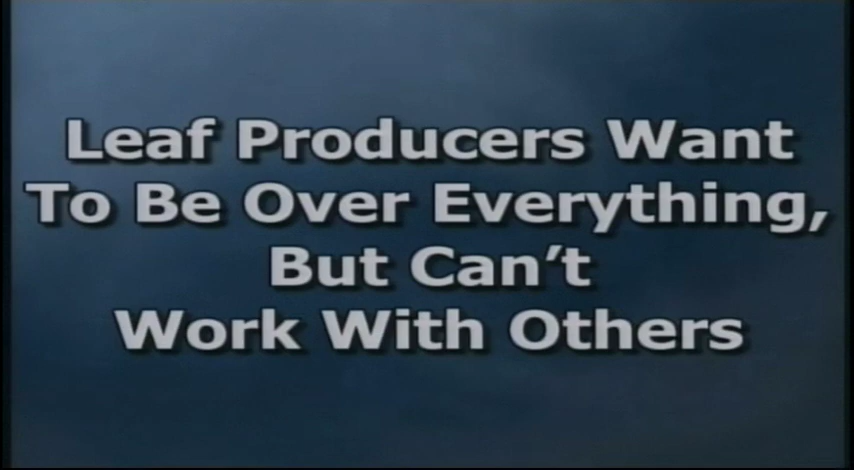 Leaf Producers Want
To Be Over Everything,
But Can't
Work With Others